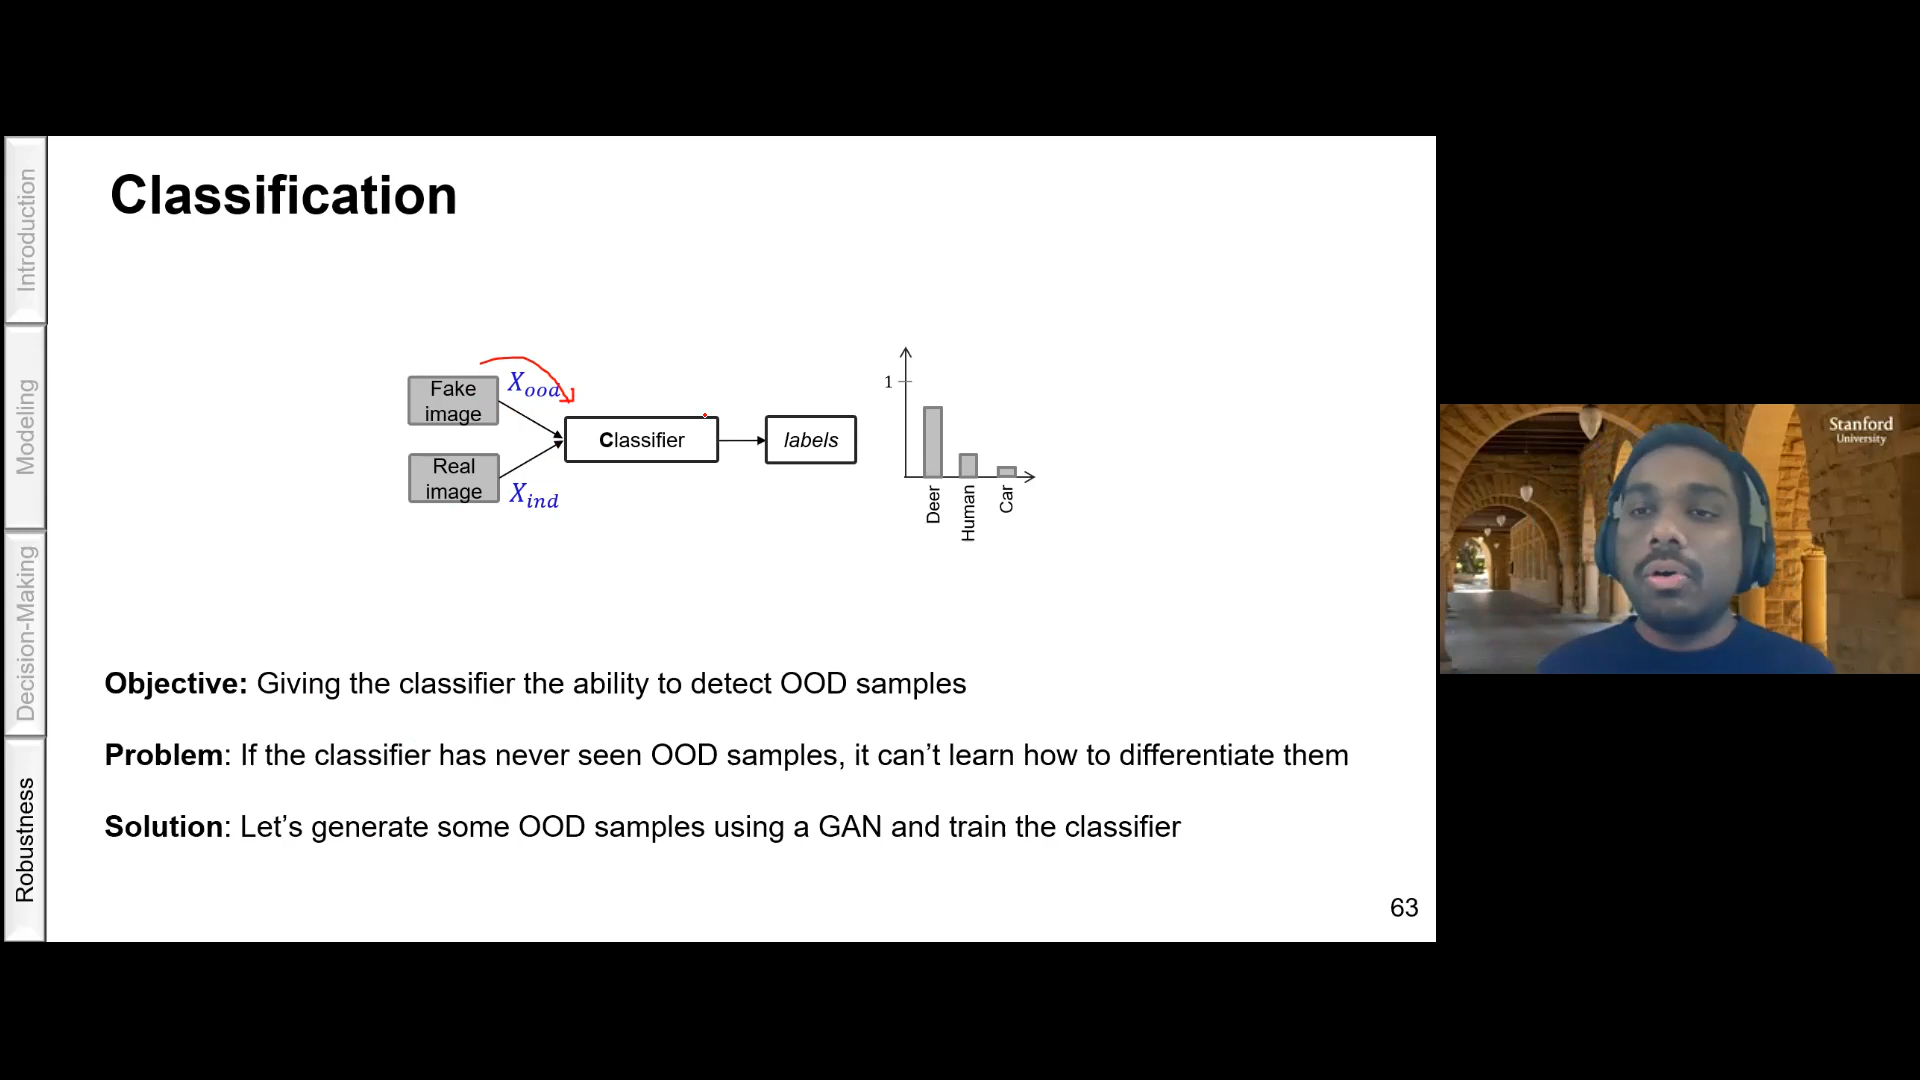 Introduction
Modeling
Decision-Making
Robustness
Classification
Fake
image
X_ood
Real
image
X_ind
Classifier
labels
1
Deer
Human
Car
Objective: Giving the classifier the ability to detect OOD samples
Problem: If the classifier has never seen OOD samples, it can’t learn how to differentiate them
Solution: Let’s generate some OOD samples using a GAN and train the classifier
63
Stanford
University